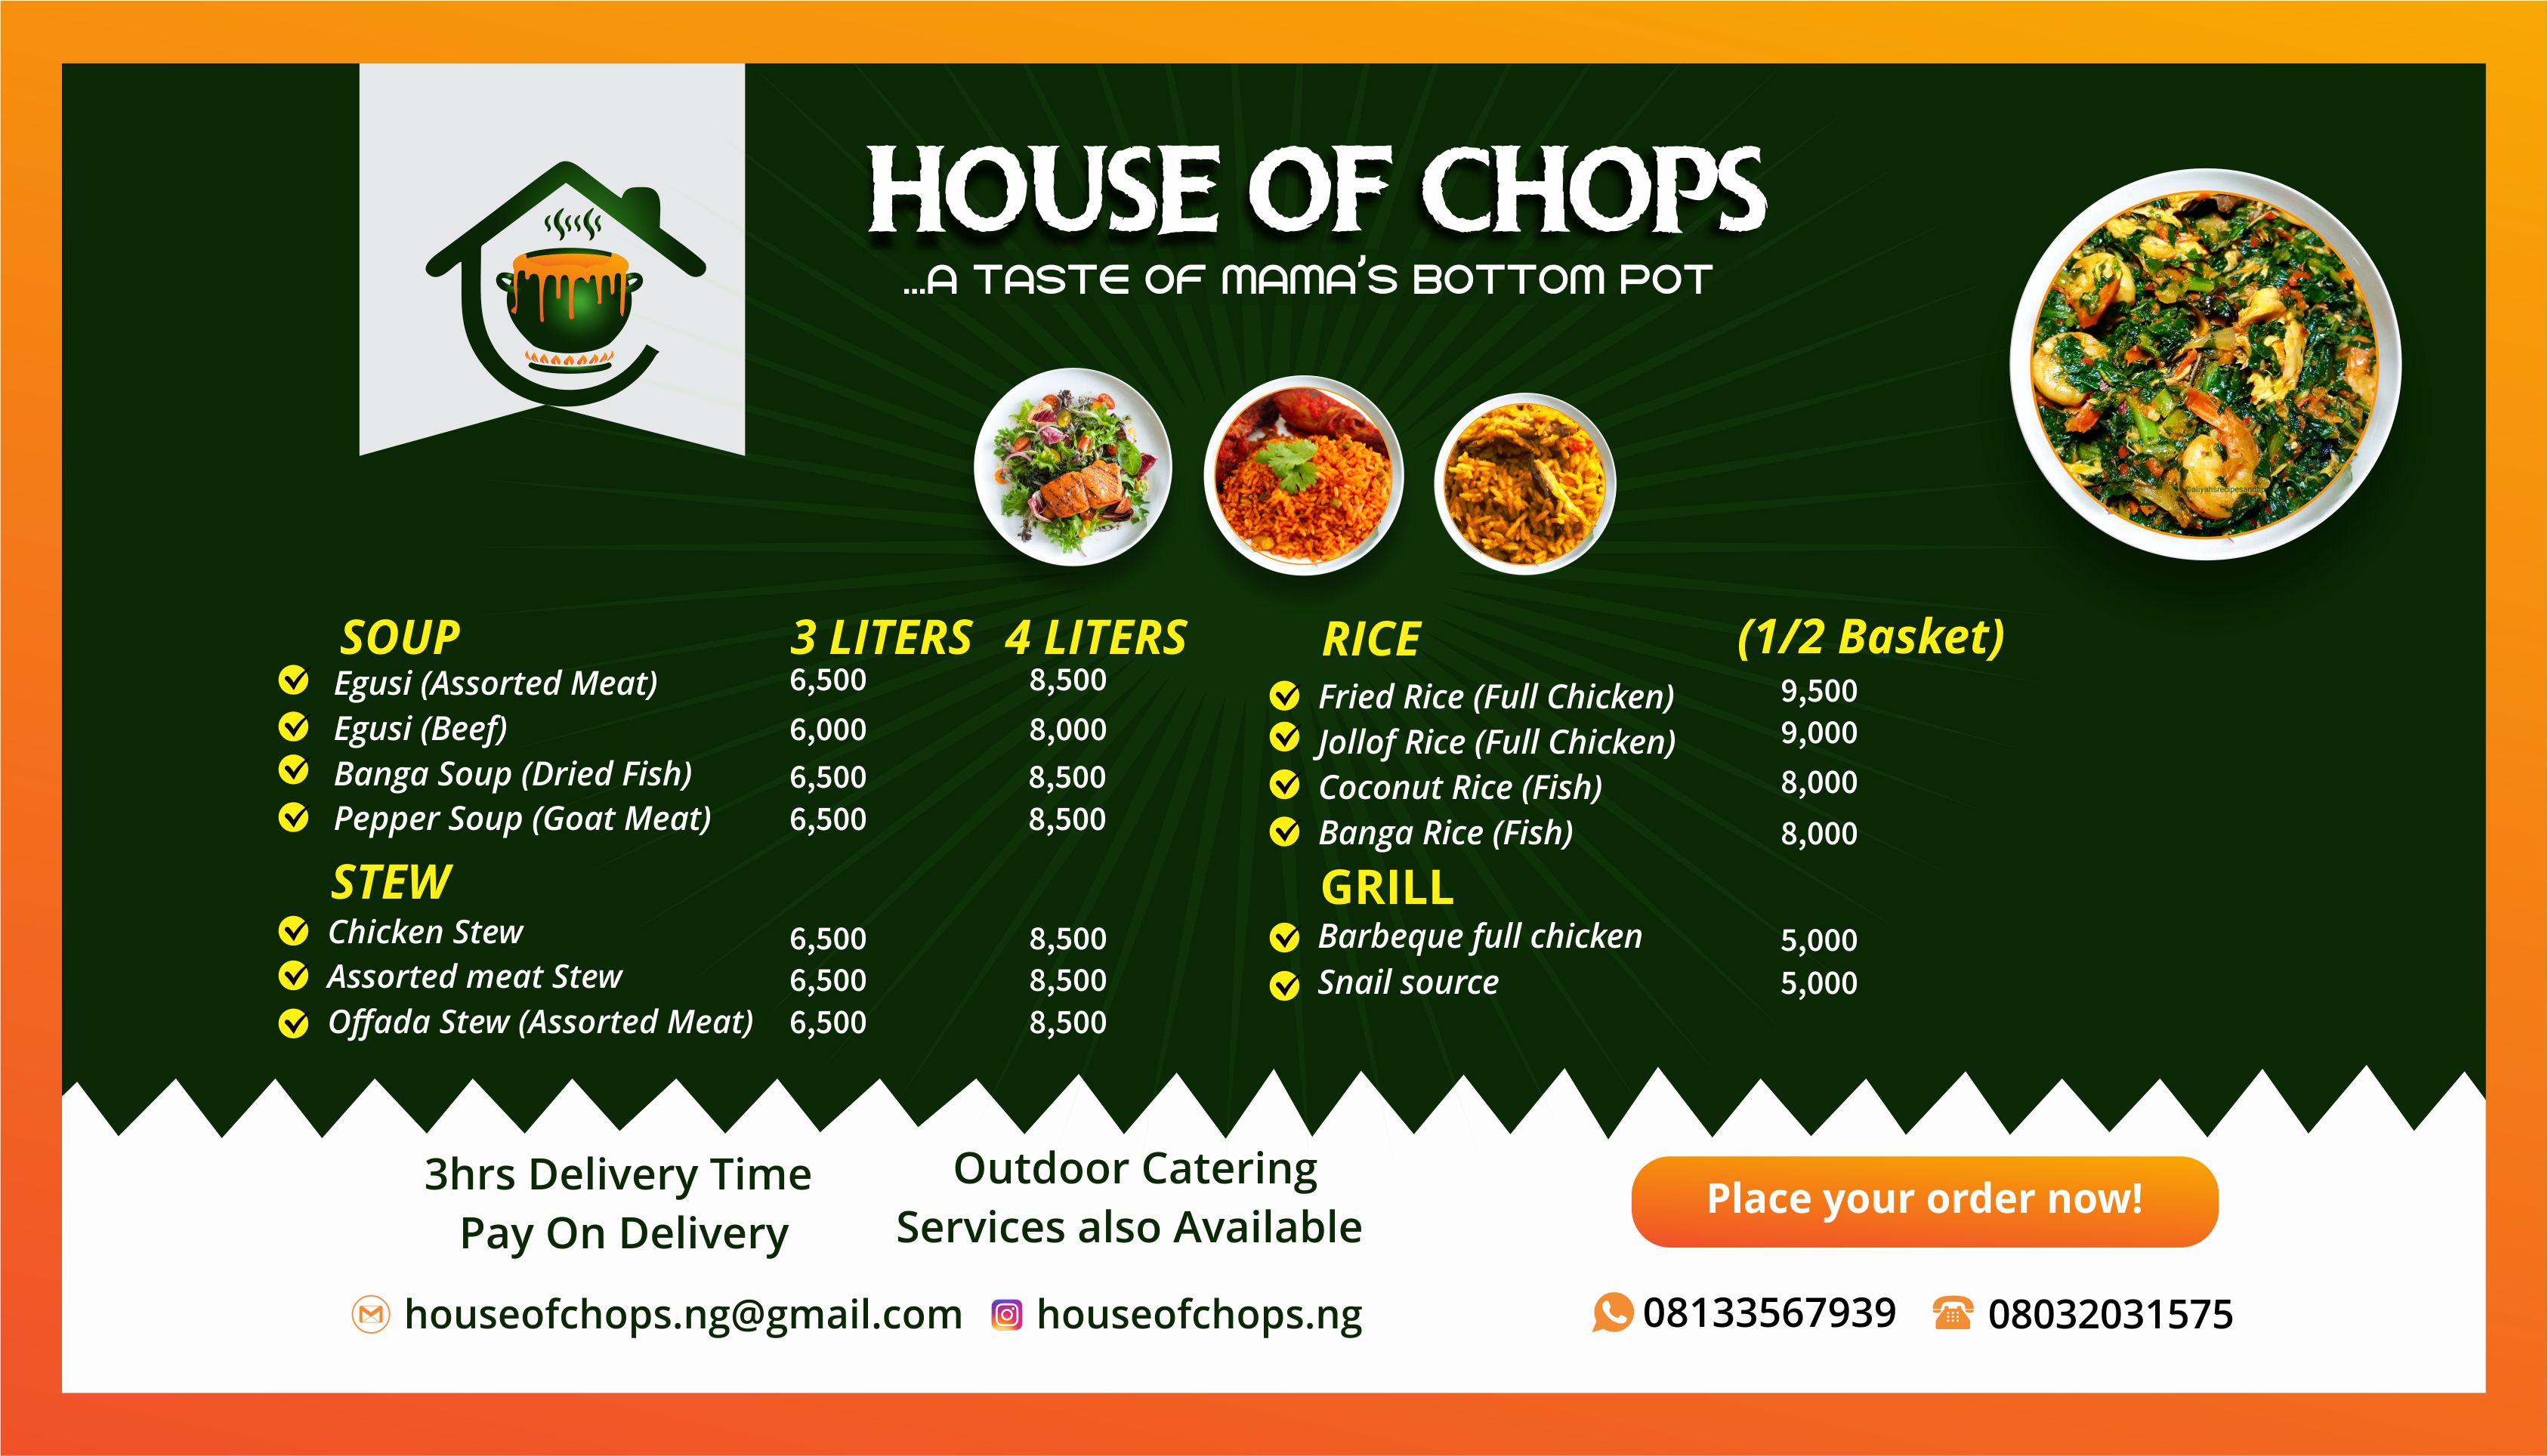 HOUSE OF CHOPS
...A TASTE OF MAMA'S BOTTOM POT
SOUP 3 LITERS 4 LITERS
Egusi (Assorted Meat) 6,500 8,500
Egusi (Beef) 6,000 8,000
Banga Soup (Dried Fish) 6,500 8,500
Pepper Soup (Goat Meat) 6,500 8,500
STEW
Chicken Stew 6,500 8,500
Assorted meat Stew 6,500 8,500
Offada Stew (Assorted Meat) 6,500 8,500
RICE (1/2 Basket)
Fried Rice (Full Chicken) 9,500
Jollof Rice (Full Chicken) 9,000
Coconut Rice (Fish) 8,000
Banga Rice (Fish) 8,000
GRILL
Barbeque full chicken 5,000
Snail source 5,000
3hrs Delivery Time
Pay On Delivery
Outdoor Catering
Services also Available
Place your order now!
houseofchops.ng@gmail.com houseofchops.ng
08133567939 08032031575